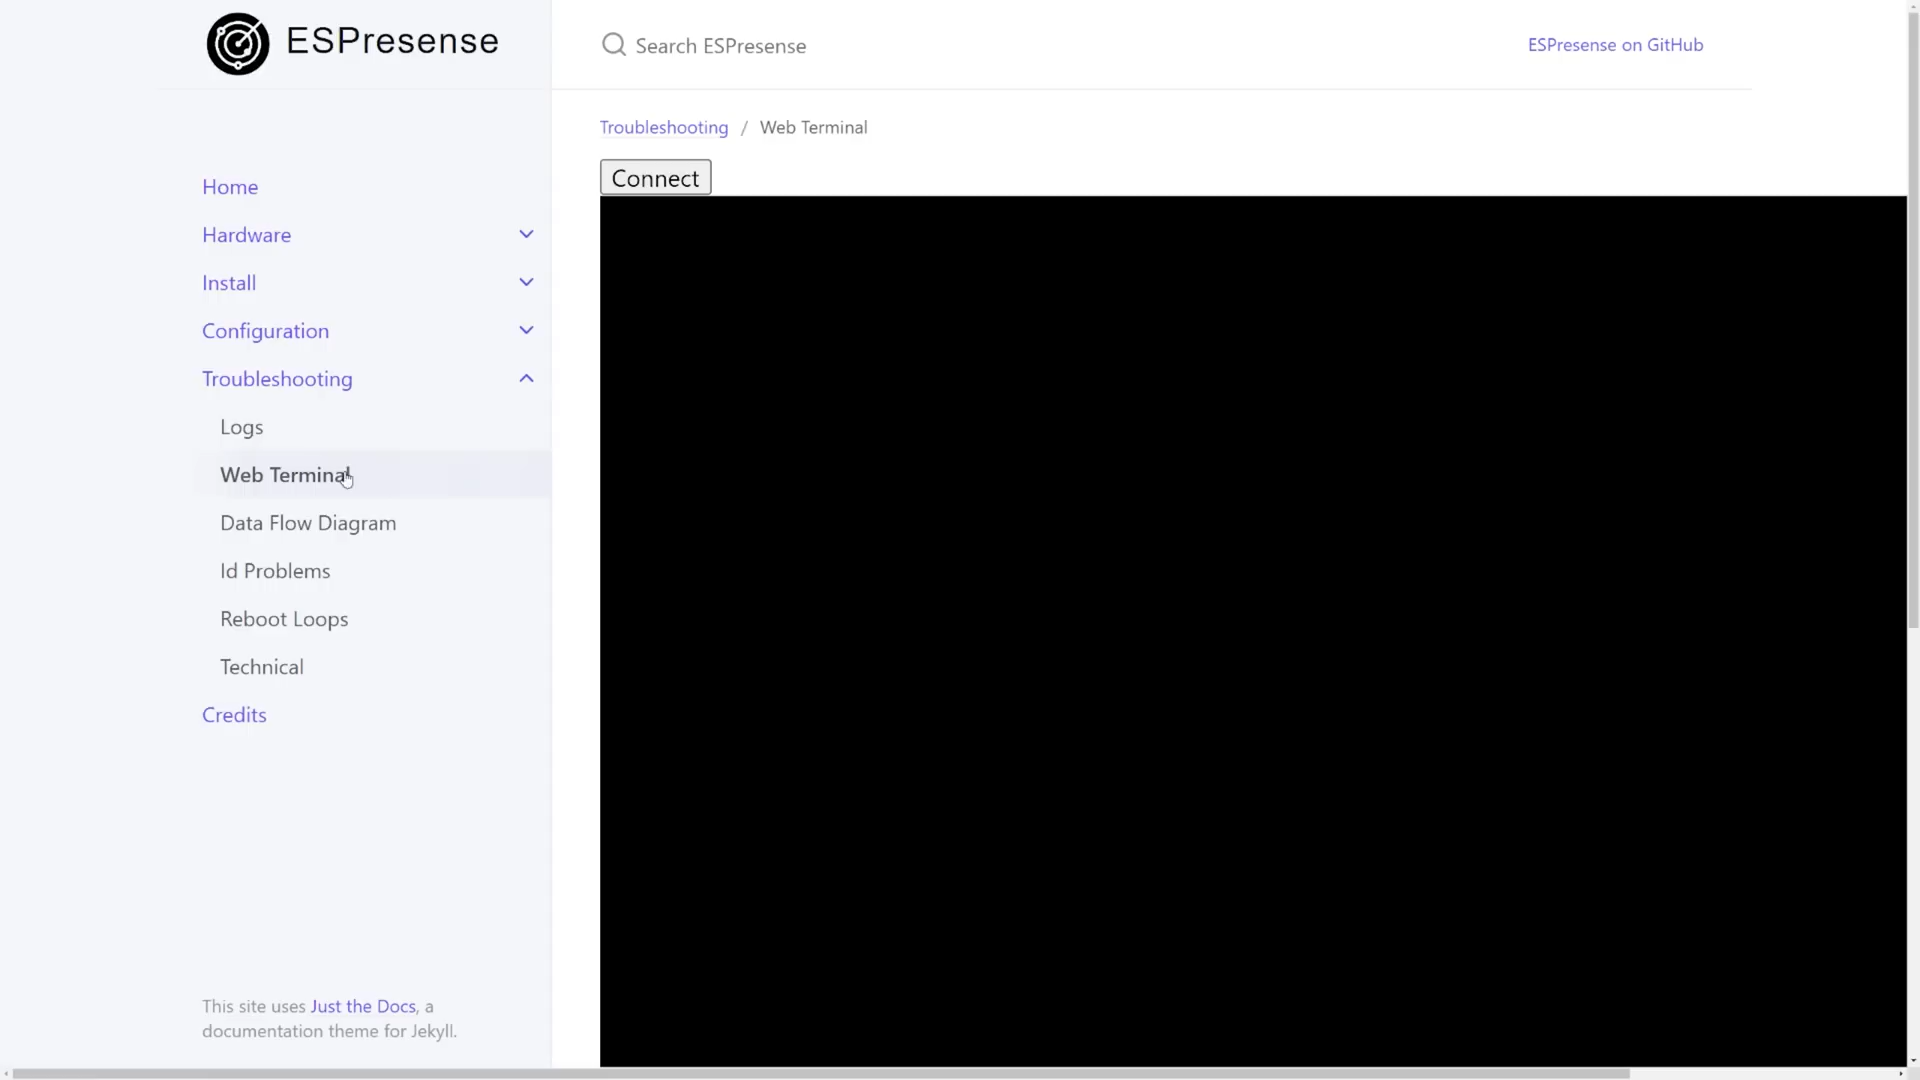 ESPresense
Search ESPresense
ESPresense on GitHub
Troubleshooting / Web Terminal
Connect
Home
Hardware
Install
Configuration
Troubleshooting
Logs
Web Terminal
Data Flow Diagram
Id Problems
Reboot Loops
Technical
Credits
This site uses Just the Docs, a
documentation theme for Jekyll.